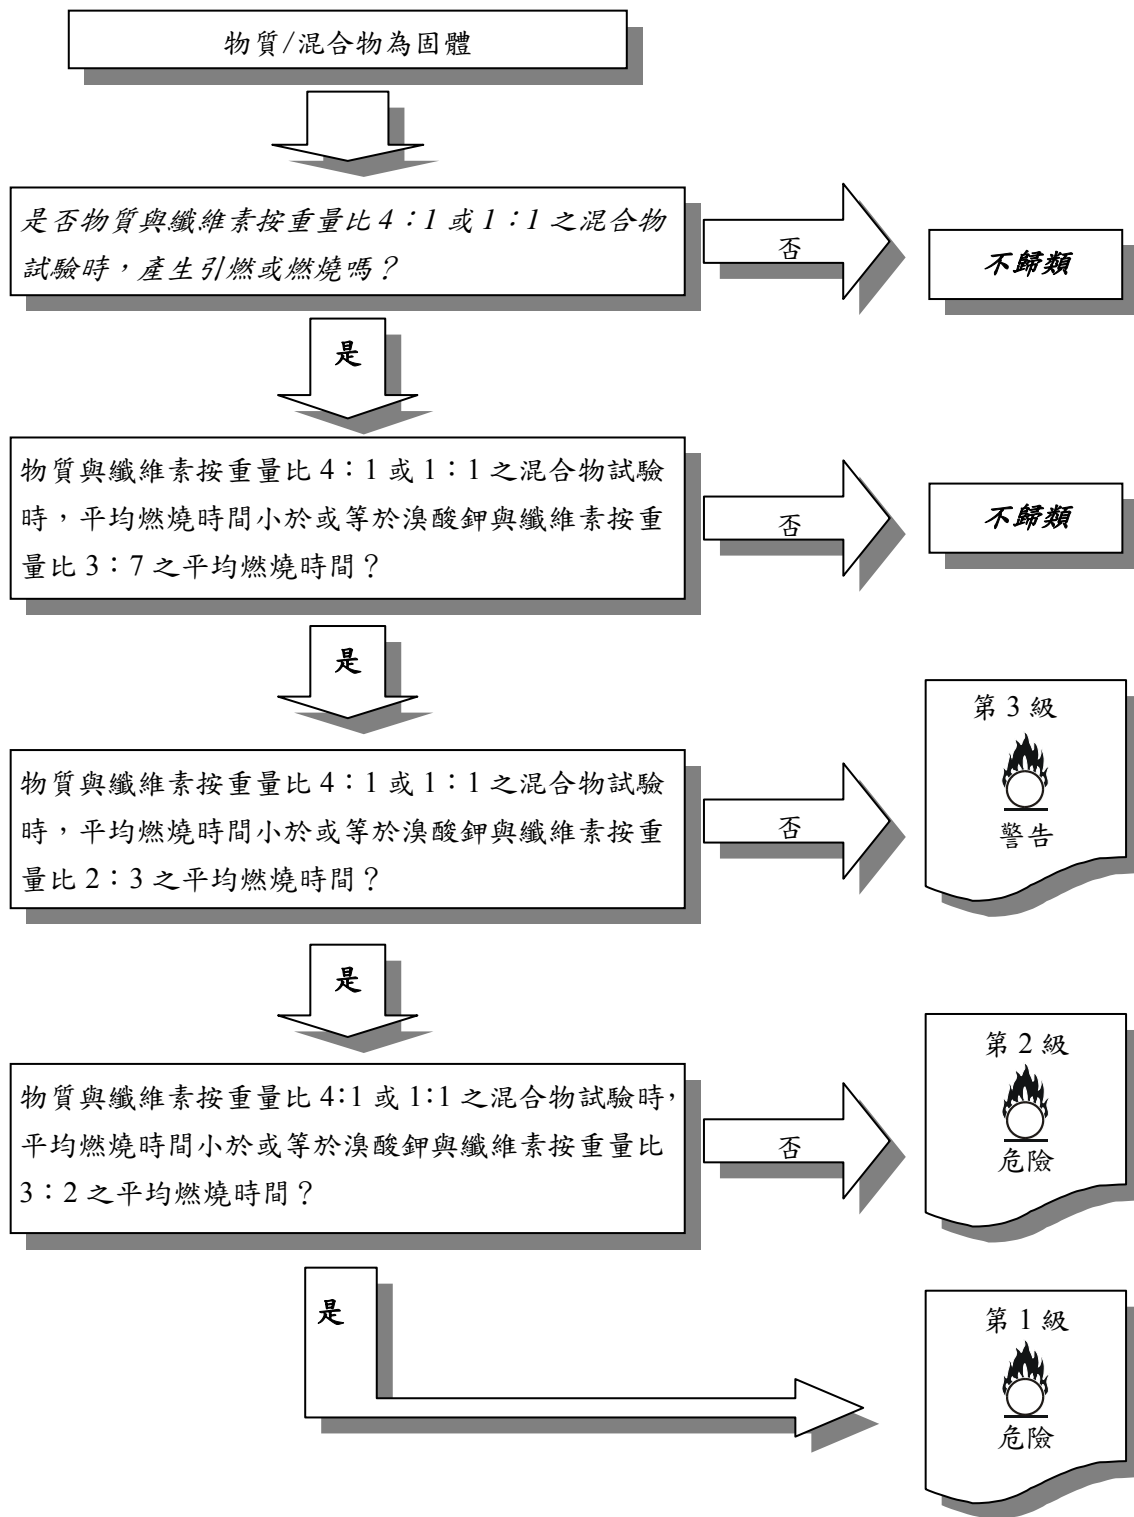 物質/混合物為固體
是否物質與纖維素按重量比 4：1 或 1：1 之混合物
試驗時，產生引燃或燃燒嗎？
否
不歸類
是
物質與纖維素按重量比 4：1 或 1：1 之混合物試驗
時，平均燃燒時間小於或等於溴酸鉀與纖維素按重
量比 3：7 之平均燃燒時間？
否
不歸類
是
物質與纖維素按重量比 4：1 或 1：1 之混合物試驗
時，平均燃燒時間小於或等於溴酸鉀與纖維素按重
量比 2：3 之平均燃燒時間？
否
第 3 級
警告
是
物質與纖維素按重量比 4:1 或 1:1 之混合物試驗時，
平均燃燒時間小於或等於溴酸鉀與纖維素按重量比
3：2 之平均燃燒時間？
否
第 2 級
危險
是
第 1 級
危險